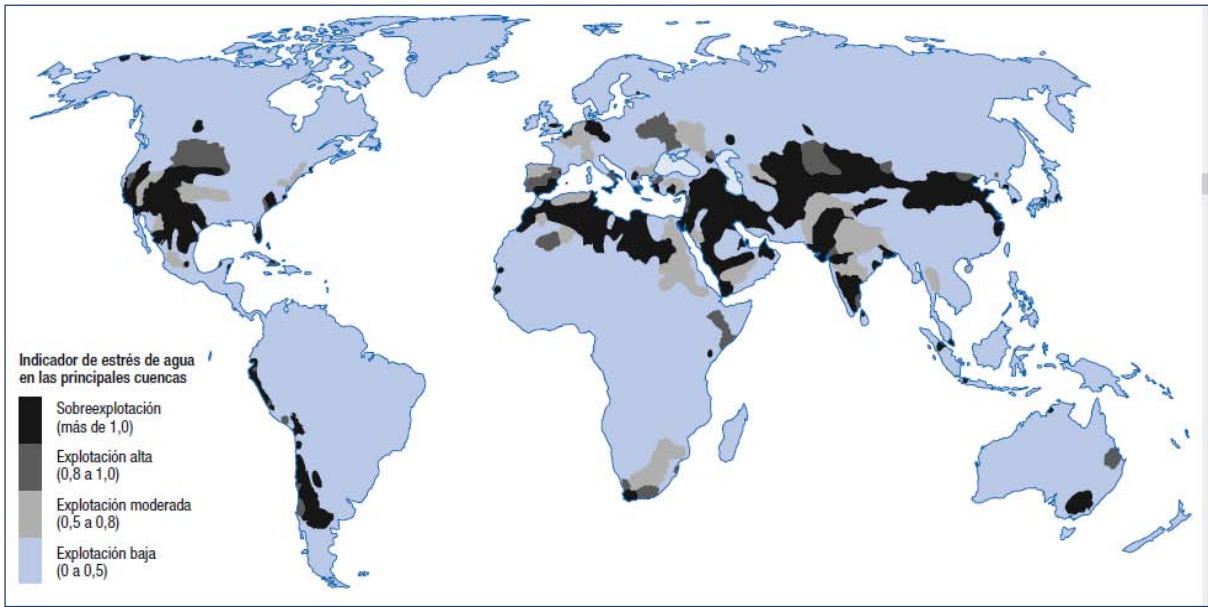 Indicador de estrés de agua
en las principales cuencas
Sobreexplotación
(más de 1,0)
Explotación alta
(0,8 a 1,0)
Explotación moderada
(0,5 a 0,8)
Explotación baja
(0 a 0,5)